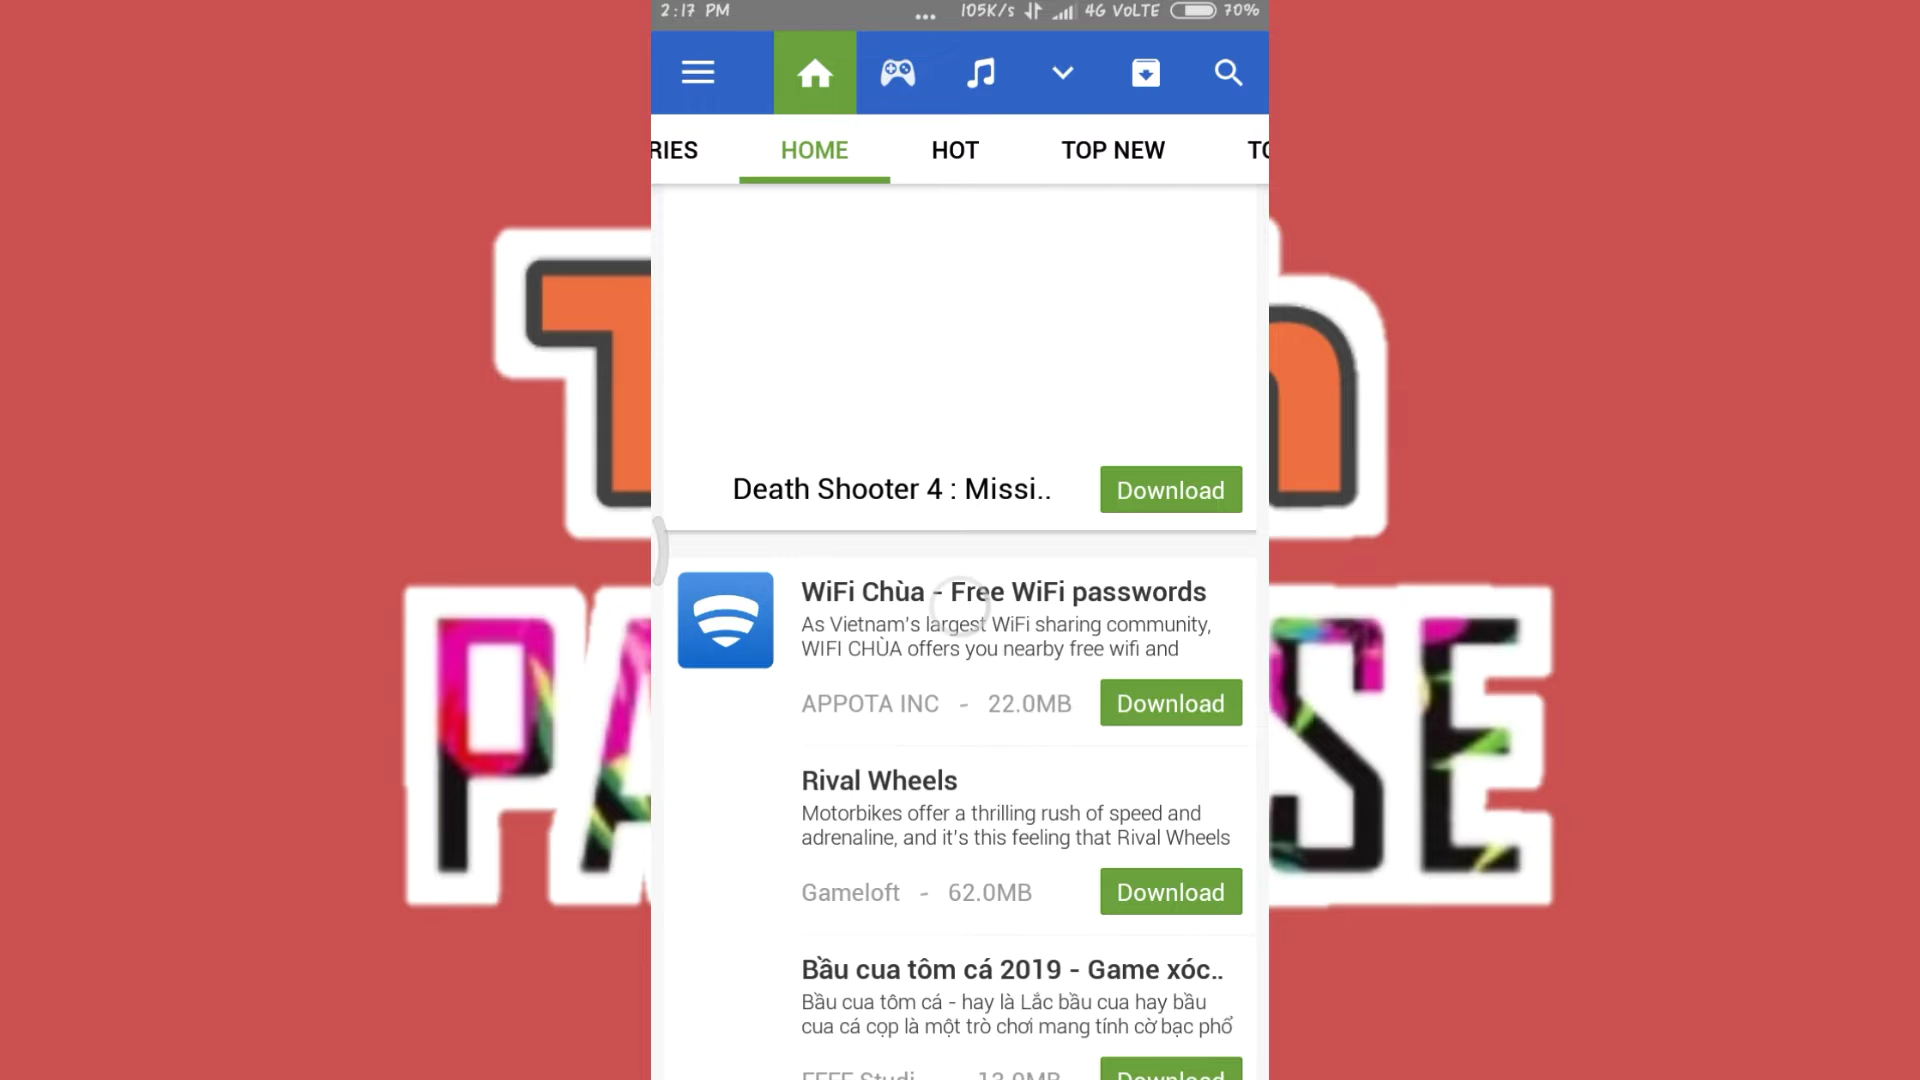 2:17 PM ... 105K/s 4G VoLTE 70%
RIES HOME HOT TOP NEW TO
Death Shooter 4 : Missi.. Download
WiFi Chùa - Free WiFi passwords
As Vietnam's largest WiFi sharing community,
WIFI CHÙA offers you nearby free wifi and
APPOTA INC - 22.0MB Download
Rival Wheels
Motorbikes offer a thrilling rush of speed and
adrenaline, and it's this feeling that Rival Wheels
Gameloft - 62.0MB Download
Bầu cua tôm cá 2019 - Game xóc..
Bầu cua tôm cá - hay là Lắc bầu cua hay bầu
cua cá cọp là một trò chơi mang tính cờ bạc phổ
13.0MB Download